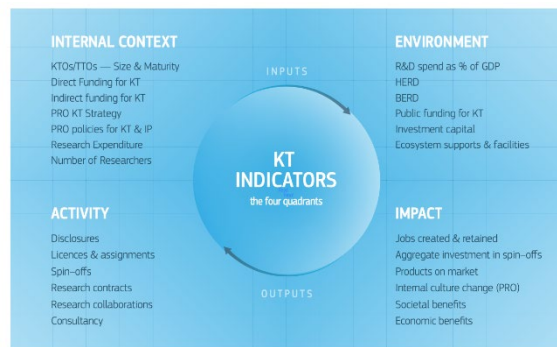 INTERNAL CONTEXT
KTOs/TTOs — Size & Maturity
Direct Funding for KT
Indirect funding for KT
PRO KT Strategy
PRO policies for KT & IP
Research Expenditure
Number of Researchers
ENVIRONMENT
R&D spend as % of GDP
HERD
BERD
Public funding for KT
Investment capital
Ecosystem supports & facilities
INPUTS
KT
INDICATORS
the four quadrants
OUTPUTS
ACTIVITY
Disclosures
Licences & assignments
Spin-offs
Research contracts
Research collaborations
Consultancy
IMPACT
Jobs created & retained
Aggregate investment in spin-offs
Products on market
Internal culture change (PRO)
Societal benefits
Economic benefits